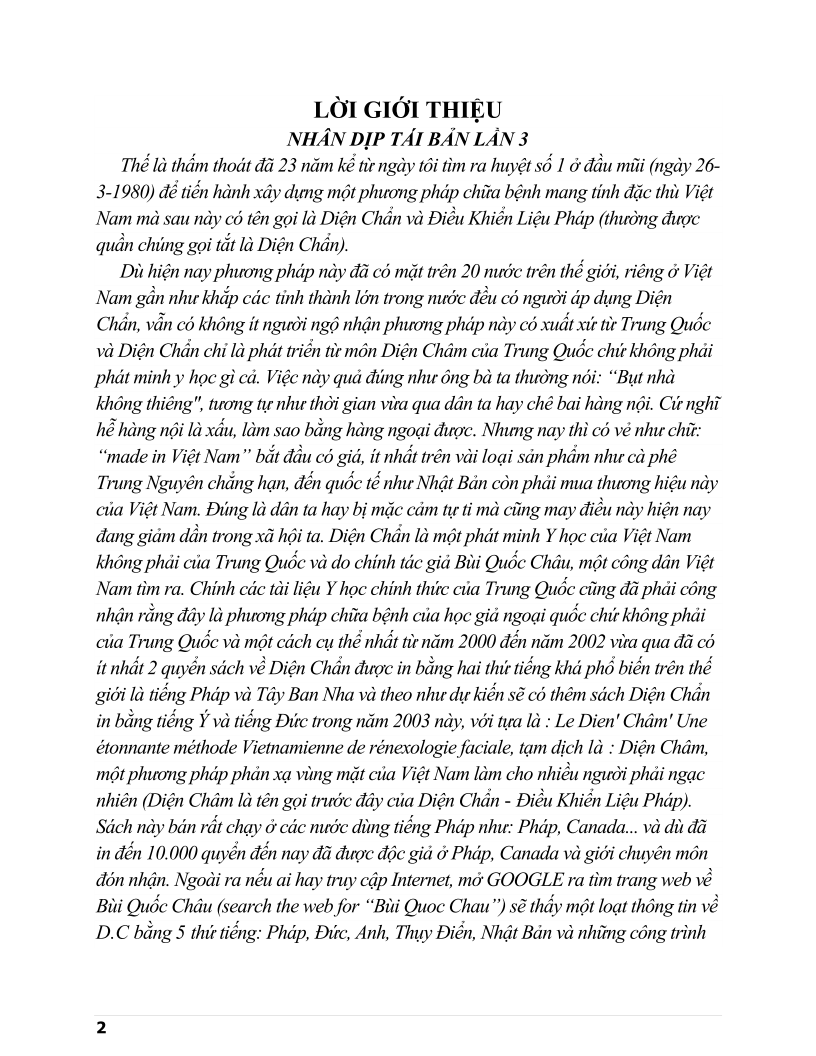 LỜI GIỚI THIỆU
NHÂN DỊP TÁI BẢN LẦN 3
Thế là thấm thoát đã 23 năm kể từ ngày tôi tìm ra huyệt số 1 ở đầu mũi (ngày 26-
3-1980) để tiến hành xây dựng một phương pháp chữa bệnh mang tính đặc thù Việt
Nam mà sau này có tên gọi là Diện Chẩn và Điều Khiển Liệu Pháp (thường được
quần chúng gọi tắt là Diện Chẩn).
Dù hiện nay phương pháp này đã có mặt trên 20 nước trên thế giới, riêng ở Việt
Nam gần như khắp các tỉnh thành lớn trong nước đều có người áp dụng Diện
Chẩn, vẫn có không ít người ngộ nhận phương pháp này có xuất xứ từ Trung Quốc
và Diện Chẩn chỉ là phát triển từ môn Diện Châm của Trung Quốc chứ không phải
phát minh y học gì cả. Việc này quả đúng như ông bà ta thường nói: “Bụt nhà
không thiêng", tương tự như thời gian vừa qua dân ta hay chê bai hàng nội. Cứ nghĩ
hễ hàng nội là xấu, làm sao bằng hàng ngoại được. Nhưng nay thì có vẻ như chữ:
“made in Việt Nam” bắt đầu có giá, ít nhất trên vài loại sản phẩm như cà phê
Trung Nguyên chẳng hạn, đến quốc tế như Nhật Bản còn phải mua thương hiệu này
của Việt Nam. Đúng là dân ta hay bị mặc cảm tự ti mà cũng may điều này hiện nay
đang giảm dần trong xã hội ta. Diện Chẩn là một phát minh Y học của Việt Nam
không phải của Trung Quốc và do chính tác giả Bùi Quốc Châu, một công dân Việt
Nam tìm ra. Chính các tài liệu Y học chính thức của Trung Quốc cũng đã phải công
nhận rằng đây là phương pháp chữa bệnh của học giả ngoại quốc chứ không phải
của Trung Quốc và một cách cụ thể nhất từ năm 2000 đến năm 2002 vừa qua đã có
ít nhất 2 quyển sách về Diện Chẩn được in bằng hai thứ tiếng khá phổ biến trên thế
giới là tiếng Pháp và Tây Ban Nha và theo như dự kiến sẽ có thêm sách Diện Chẩn
in bằng tiếng Ý và tiếng Đức trong năm 2003 này, với tựa là : Le Dien' Châm' Une
étonnante méthode Vietnamienne de rénexologie faciale, tạm dịch là : Diện Châm,
một phương pháp phản xạ vùng mặt của Việt Nam làm cho nhiều người phải ngạc
nhiên (Diện Châm là tên gọi trước đây của Diện Chẩn - Điều Khiển Liệu Pháp).
Sách này bán rất chạy ở các nước dùng tiếng Pháp như: Pháp, Canada... và dù đã
in đến 10.000 quyển đến nay đã được độc giả ở Pháp, Canada và giới chuyên môn
đón nhận. Ngoài ra nếu ai hay truy cập Internet, mở GOOGLE ra tìm trang web về
Bùi Quốc Châu (search the web for “Bùi Quoc Chau”) sẽ thấy một loạt thông tin về
D.C bằng 5 thứ tiếng: Pháp, Đức, Anh, Thụy Điển, Nhật Bản và những công trình
2